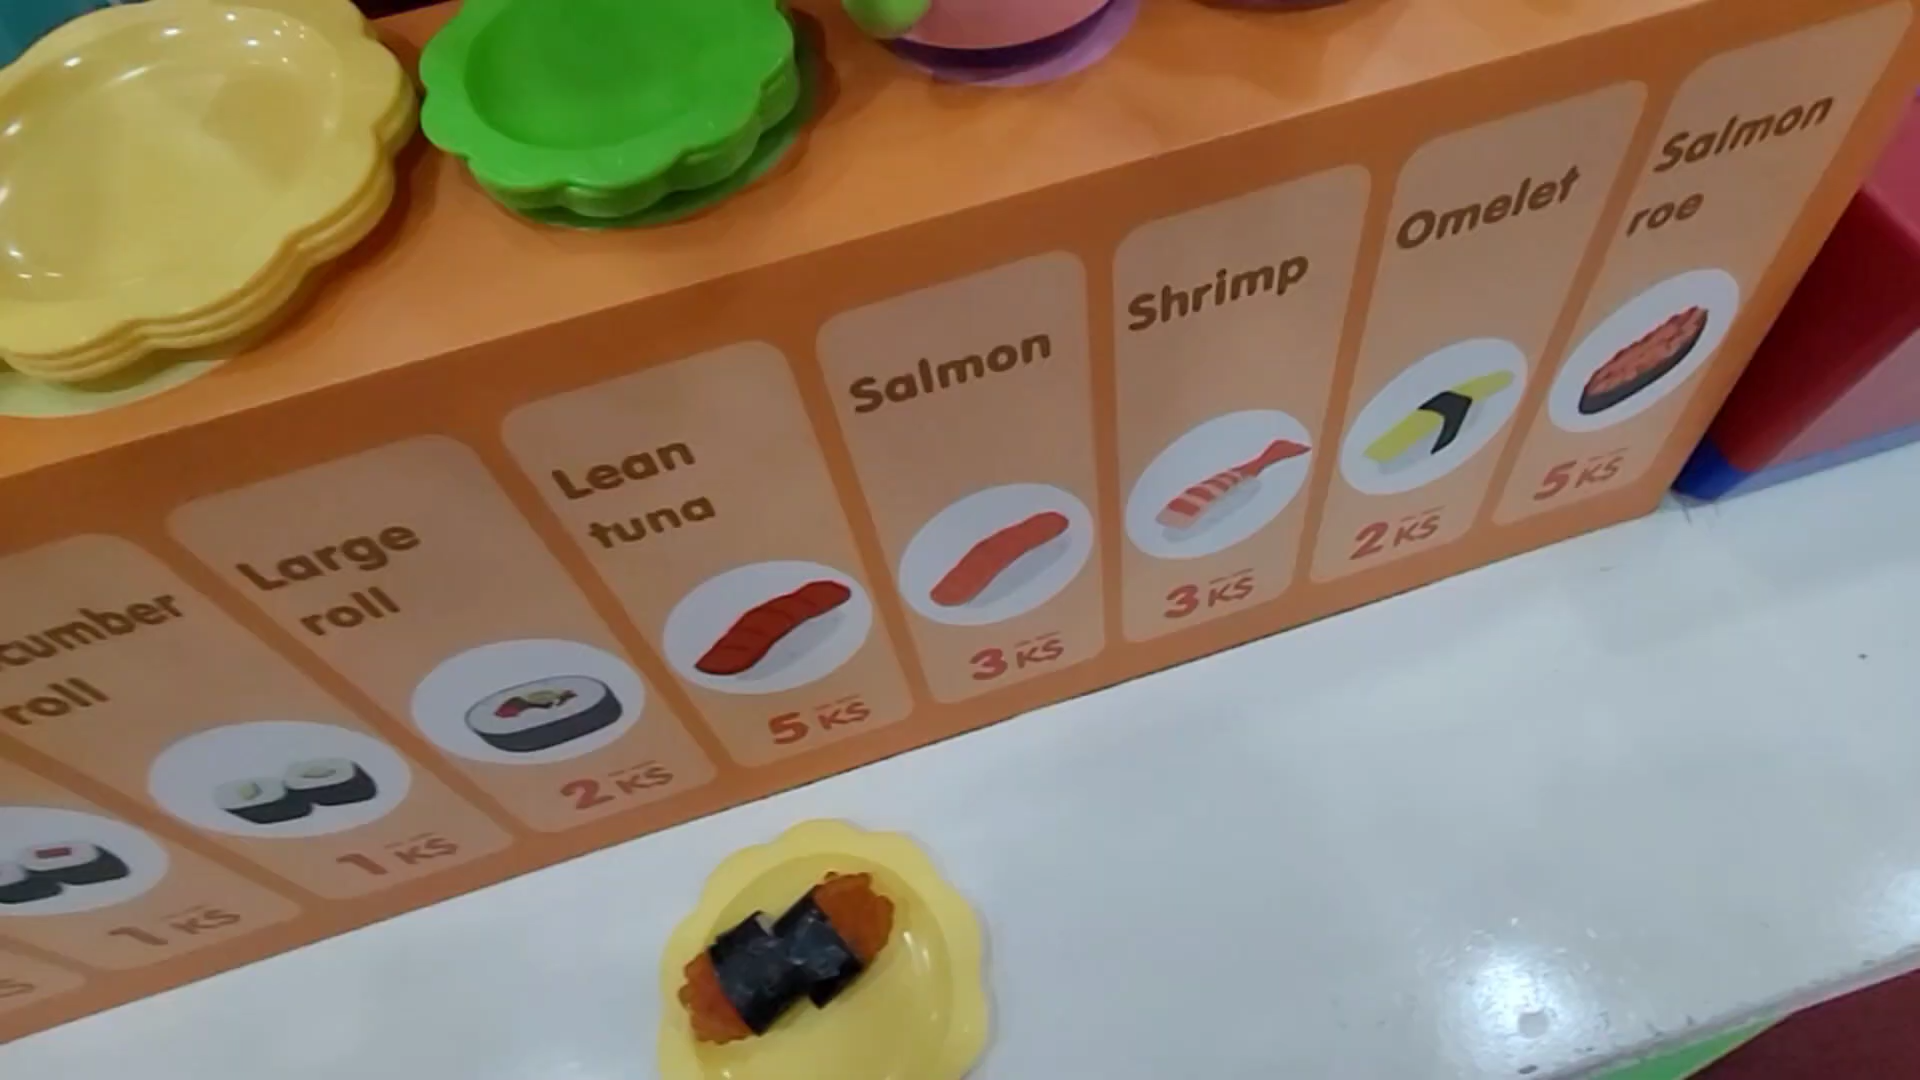 cumber
roll
1 KS
1 KS
Large
roll
2 KS
Lean
tuna
5 KS
Salmon
3 KS
Shrimp
3 KS
Omelet
2 KS
Salmon
roe
5 KS